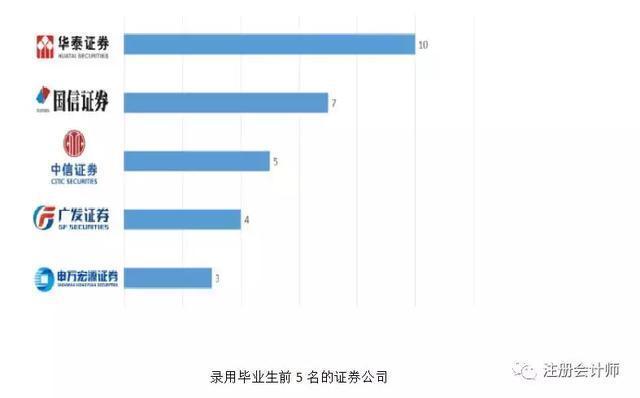 华泰证券
HUATAI SECURITIES
10
国信证券
7
中信证券
CITIC SECURITIES
5
广发证券
GF SECURITIES
4
申万宏源证券
3
录用毕业生前 5 名的证券公司
注册会计师